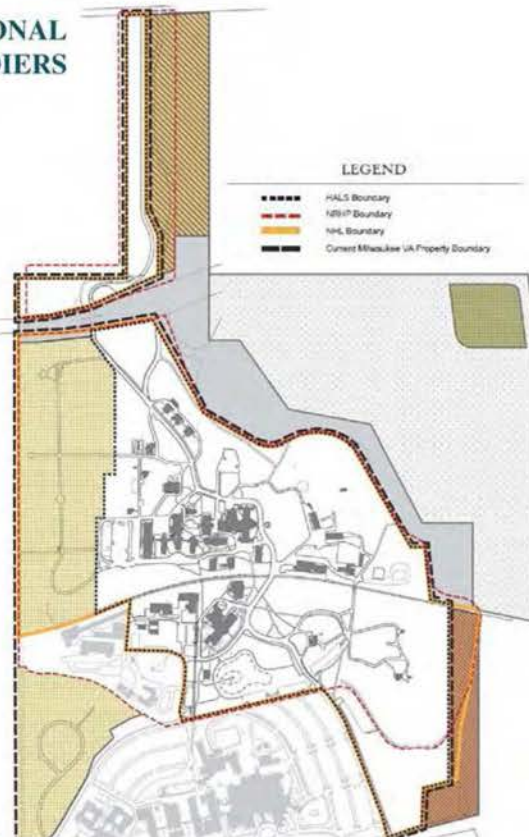 ONAL
DIERS
LEGEND
HALS Boundary
NRHP Boundary
NHL Boundary
Current Milwaukee VA Property Boundary